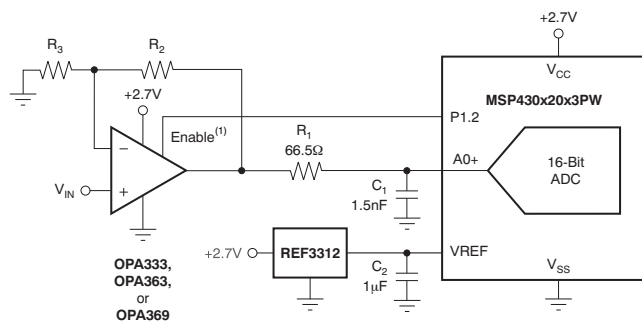 +2.7V
R3
R2
+2.7V
VCC
MSP430x20x3PW
Enable(1)
P1.2
R1
66.5Ω
−
A0+
16-Bit
ADC
VIN
+
C1
1.5nF
+2.7V
REF3312
VREF
C2
1µF
VSS
OPA333,
OPA363,
or
OPA369